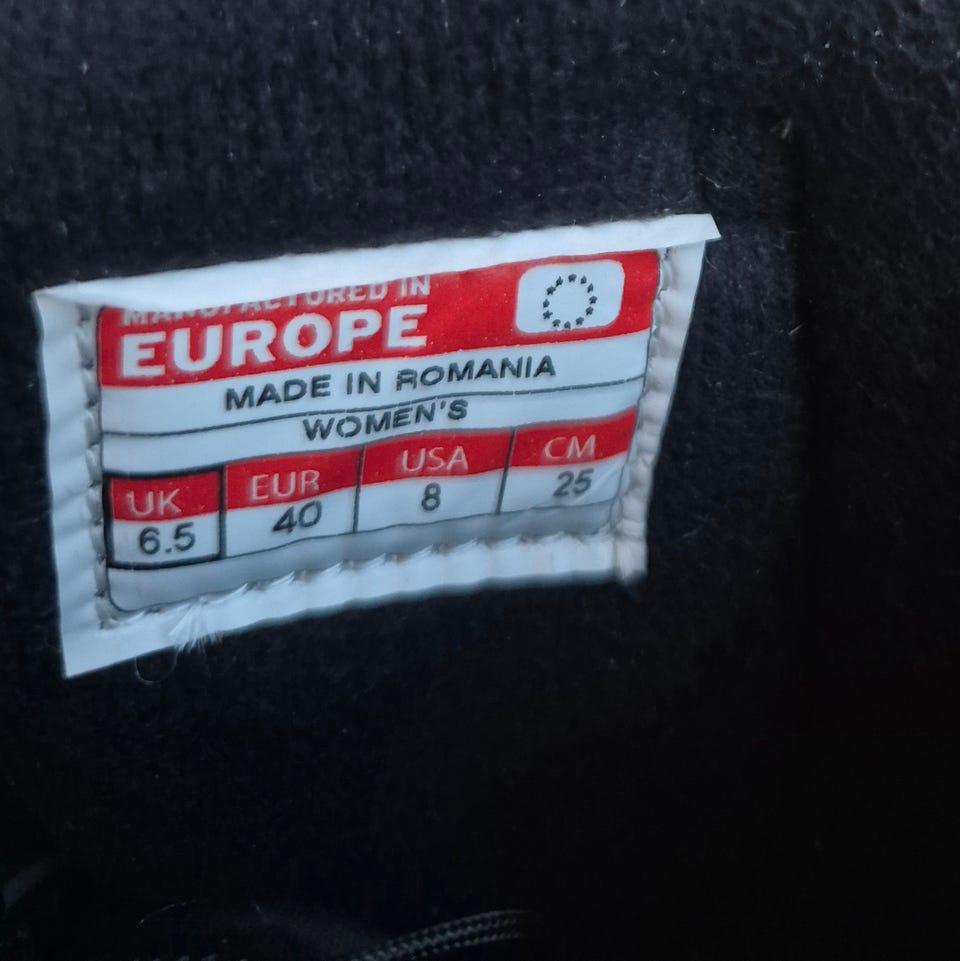 MANUFACTURED IN
EUROPE
MADE IN ROMANIA
WOMEN'S
UK EUR USA CM
6.5 40 8 25